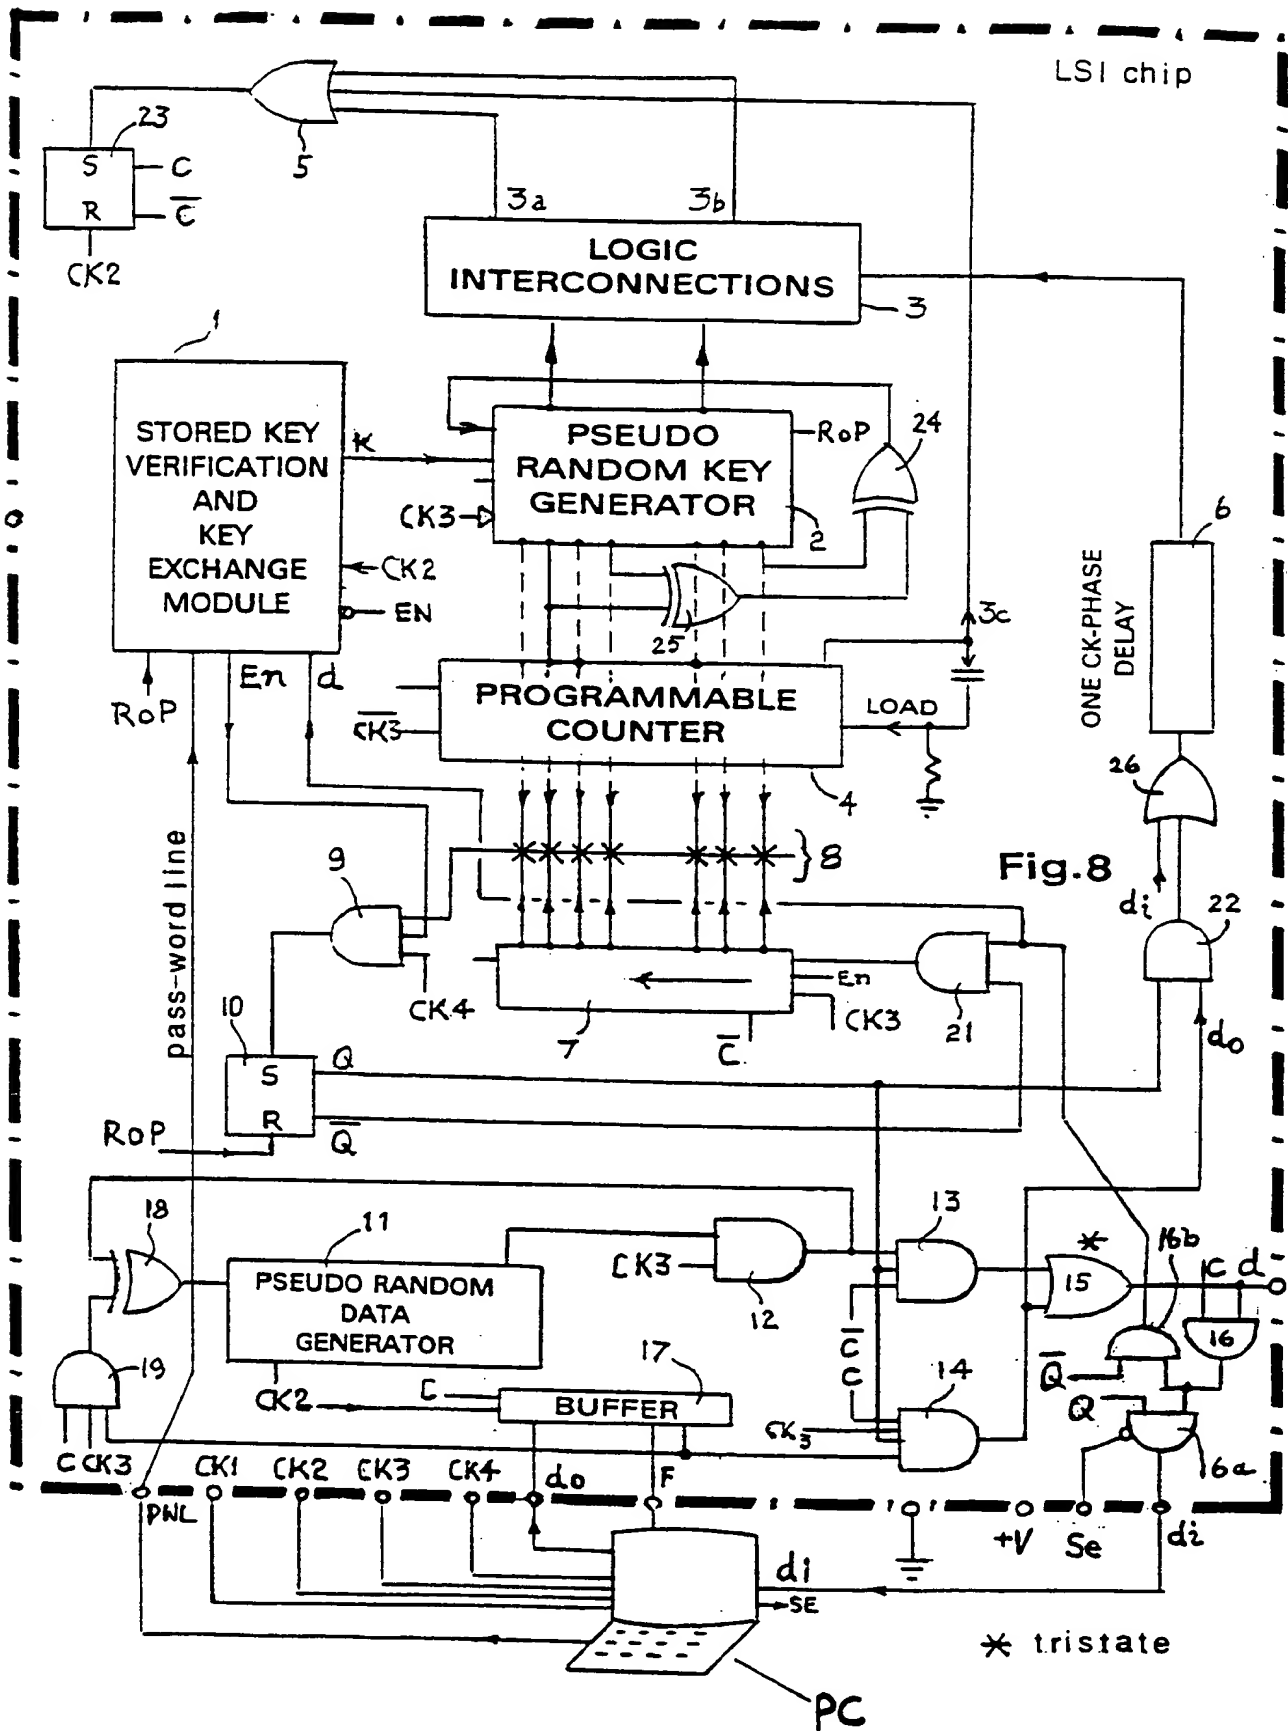 LSI chip
23
S
C
R
C̅
CK2
5
3a
3b
LOGIC
INTERCONNECTIONS
3
1
STORED KEY
VERIFICATION
AND
KEY
EXCHANGE
MODULE
K
CK2
EN
PSEUDO
RANDOM KEY
GENERATOR
RoP
CK3
2
24
25
6
ONE CK-PHASE
DELAY
3c
RoP
En
d
PROGRAMMABLE
COUNTER
C̅K̅3̅
LOAD
4
26
pass-word line
9
8
Fig.8
di
22
CK4
En
7
CK3
C̅
21
do
10
S
Q
R
Q̅
RoP
18
11
PSEUDO RANDOM
DATA
GENERATOR
CK3
12
13
15
*
16b
C
d
16
19
CK2
C
17
BUFFER
C̅
C
14
CK3
Q̅
Q
16a
C
CK3
PWL
CK1
CK2
CK3
CK4
do
F
+V
Se
di
di
SE
PC
* tristate